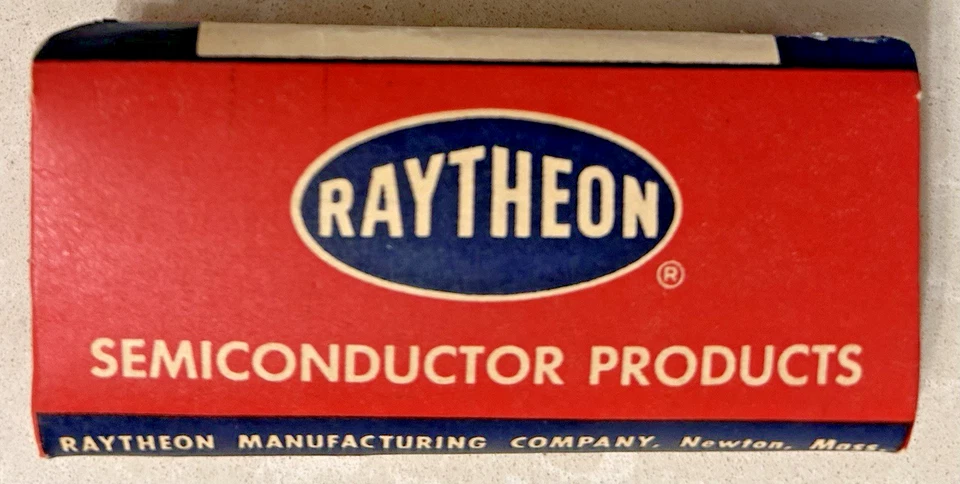 RAYTHEON
®
SEMICONDUCTOR PRODUCTS
RAYTHEON MANUFACTURING COMPANY, Newton, Mass.